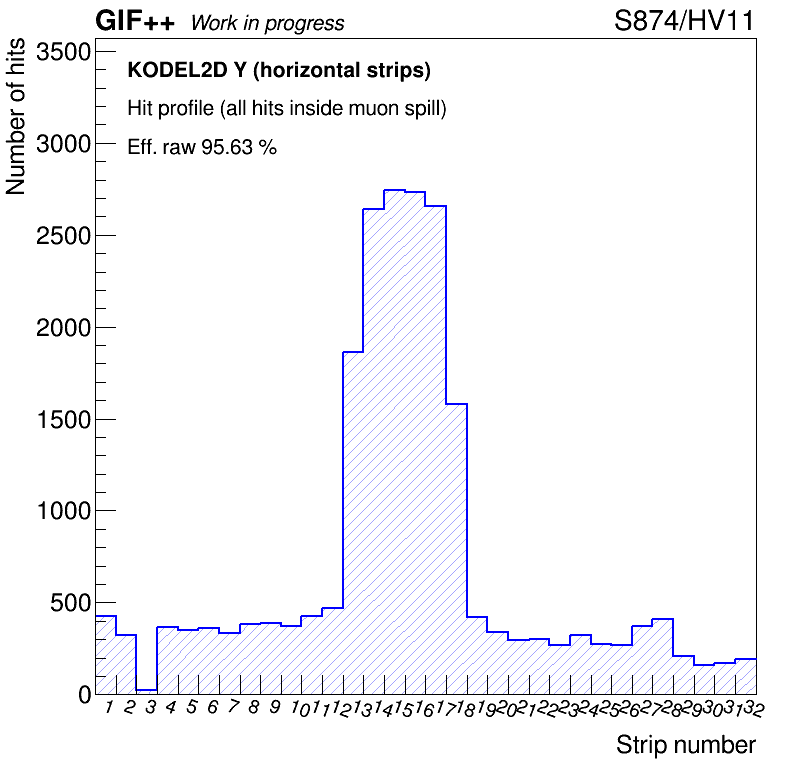 GIF++ Work in progress S874/HV11
Number of hits
KODEL2D Y (horizontal strips)
Hit profile (all hits inside muon spill)
Eff. raw 95.63 %
3500
3000
2500
2000
1500
1000
500
0
1 2 3 4 5 6 7 8 9 10 11 12 13 14 15 16 17 18 19 20 21 22 23 24 25 26 27 28 29 30 31 32
Strip number